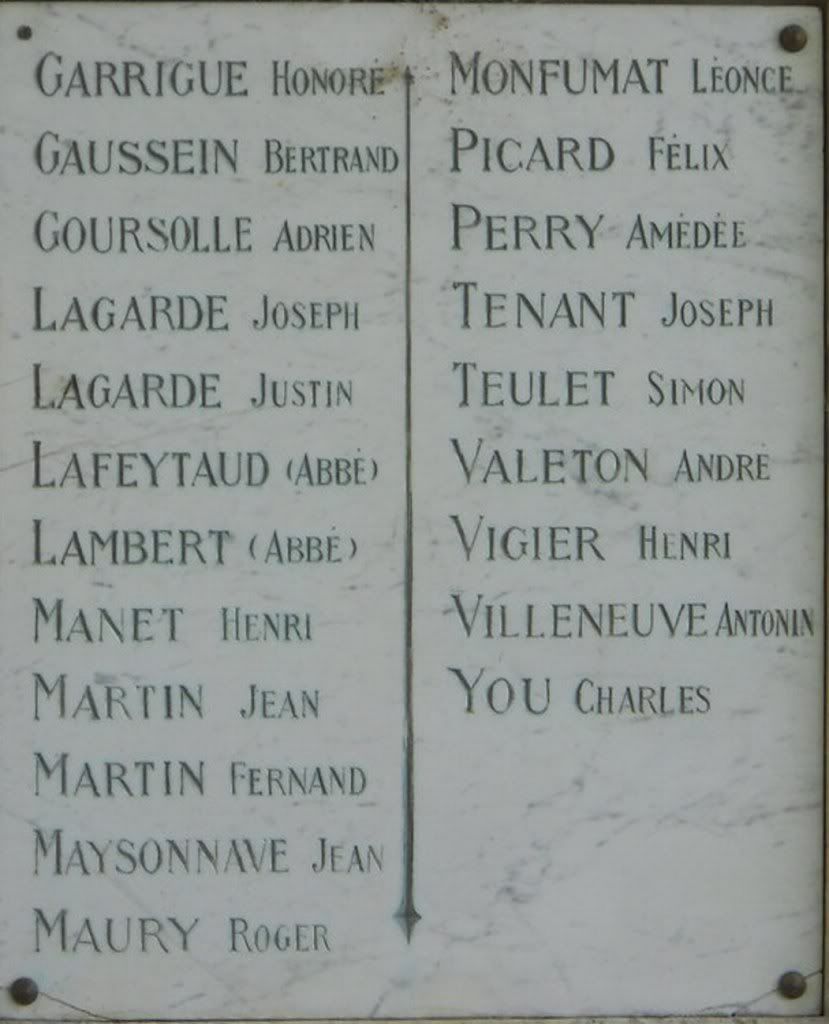 GARRIGUE HONORÉ
GAUSSEIN BERTRAND
GOURSOLLE ADRIEN
LAGARDE JOSEPH
LAGARDE JUSTIN
LAFEYTAUD (ABBÉ)
LAMBERT (ABBÉ)
MANET HENRI
MARTIN JEAN
MARTIN FERNAND
MAYSONNAVE JEAN
MAURY ROGER
MONFUMAT LÉONCE
PICARD FÉLIX
PERRY AMÉDÉE
TENANT JOSEPH
TEULET SIMON
VALETON ANDRÉ
VIGIER HENRI
VILLENEUVE ANTONIN
YOU CHARLES